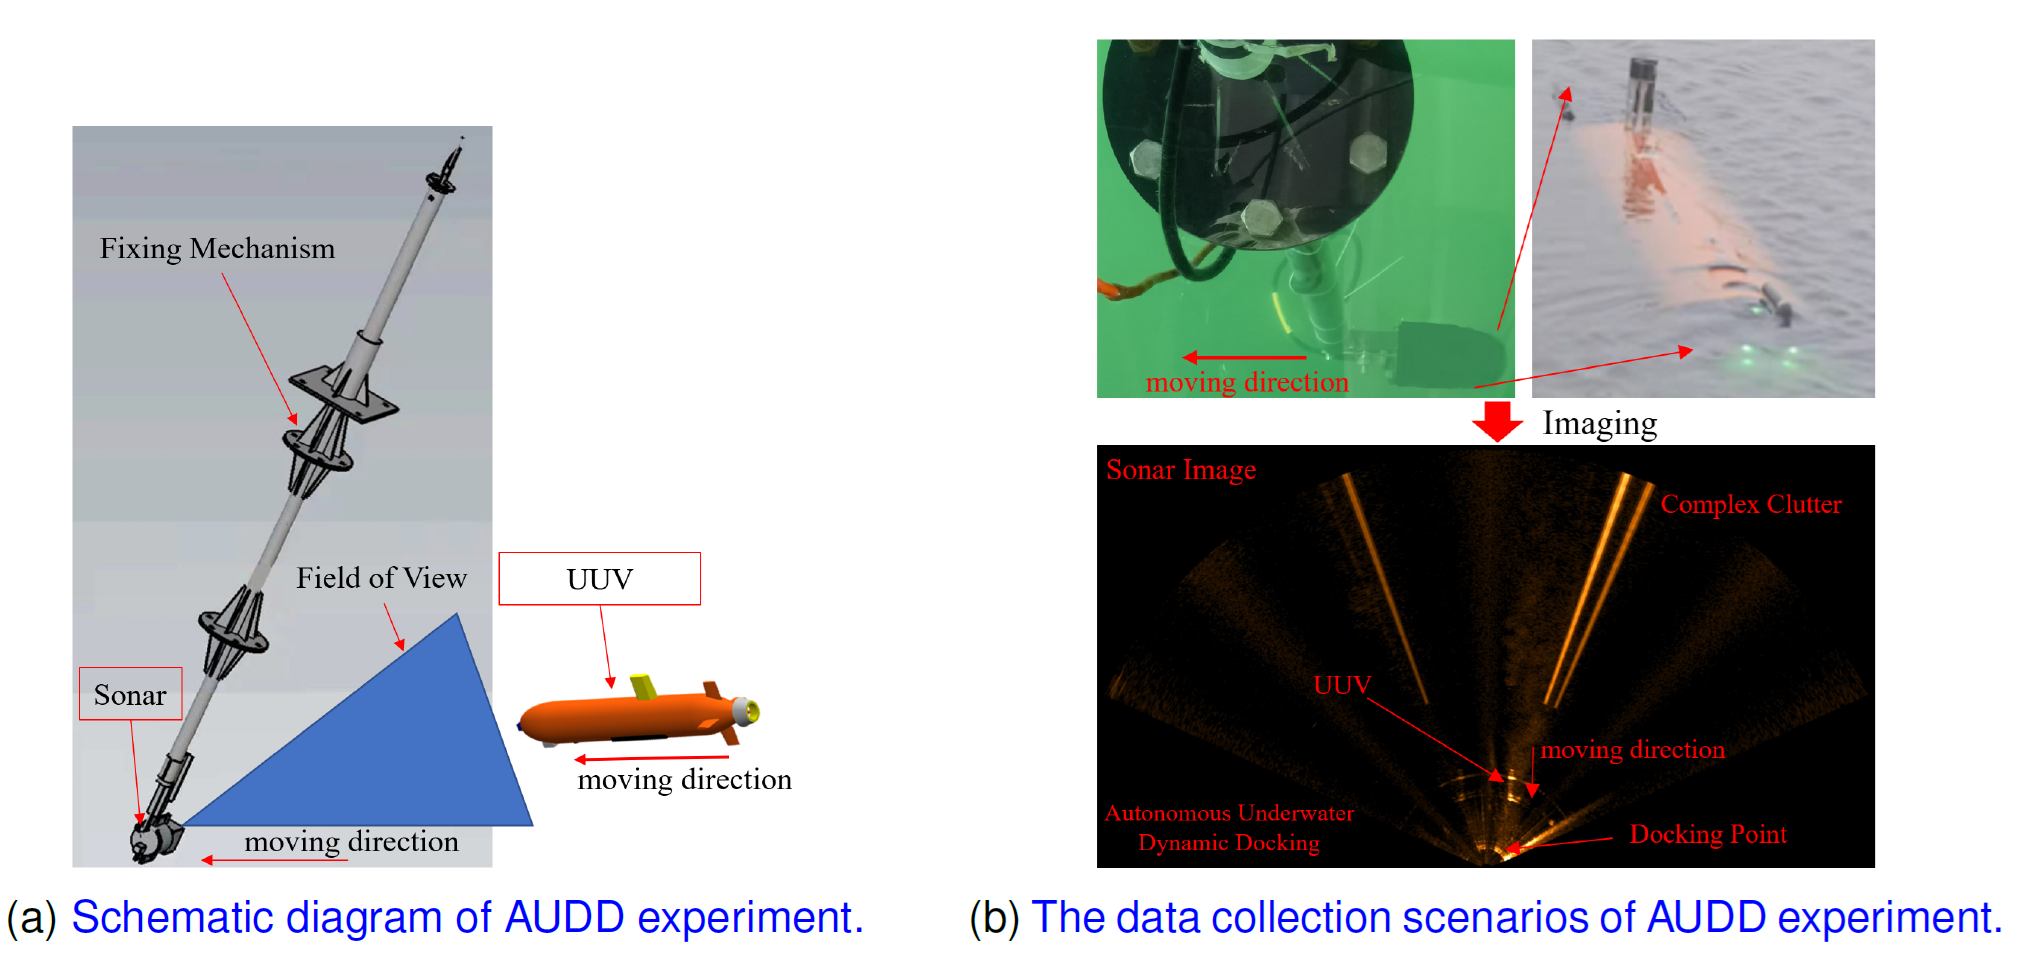 Fixing Mechanism
Field of View
UUV
Sonar
moving direction
moving direction
(a) Schematic diagram of AUDD experiment.
moving direction
Imaging
Sonar Image
Complex Clutter
UUV
moving direction
Autonomous Underwater
Dynamic Docking
Docking Point
(b) The data collection scenarios of AUDD experiment.